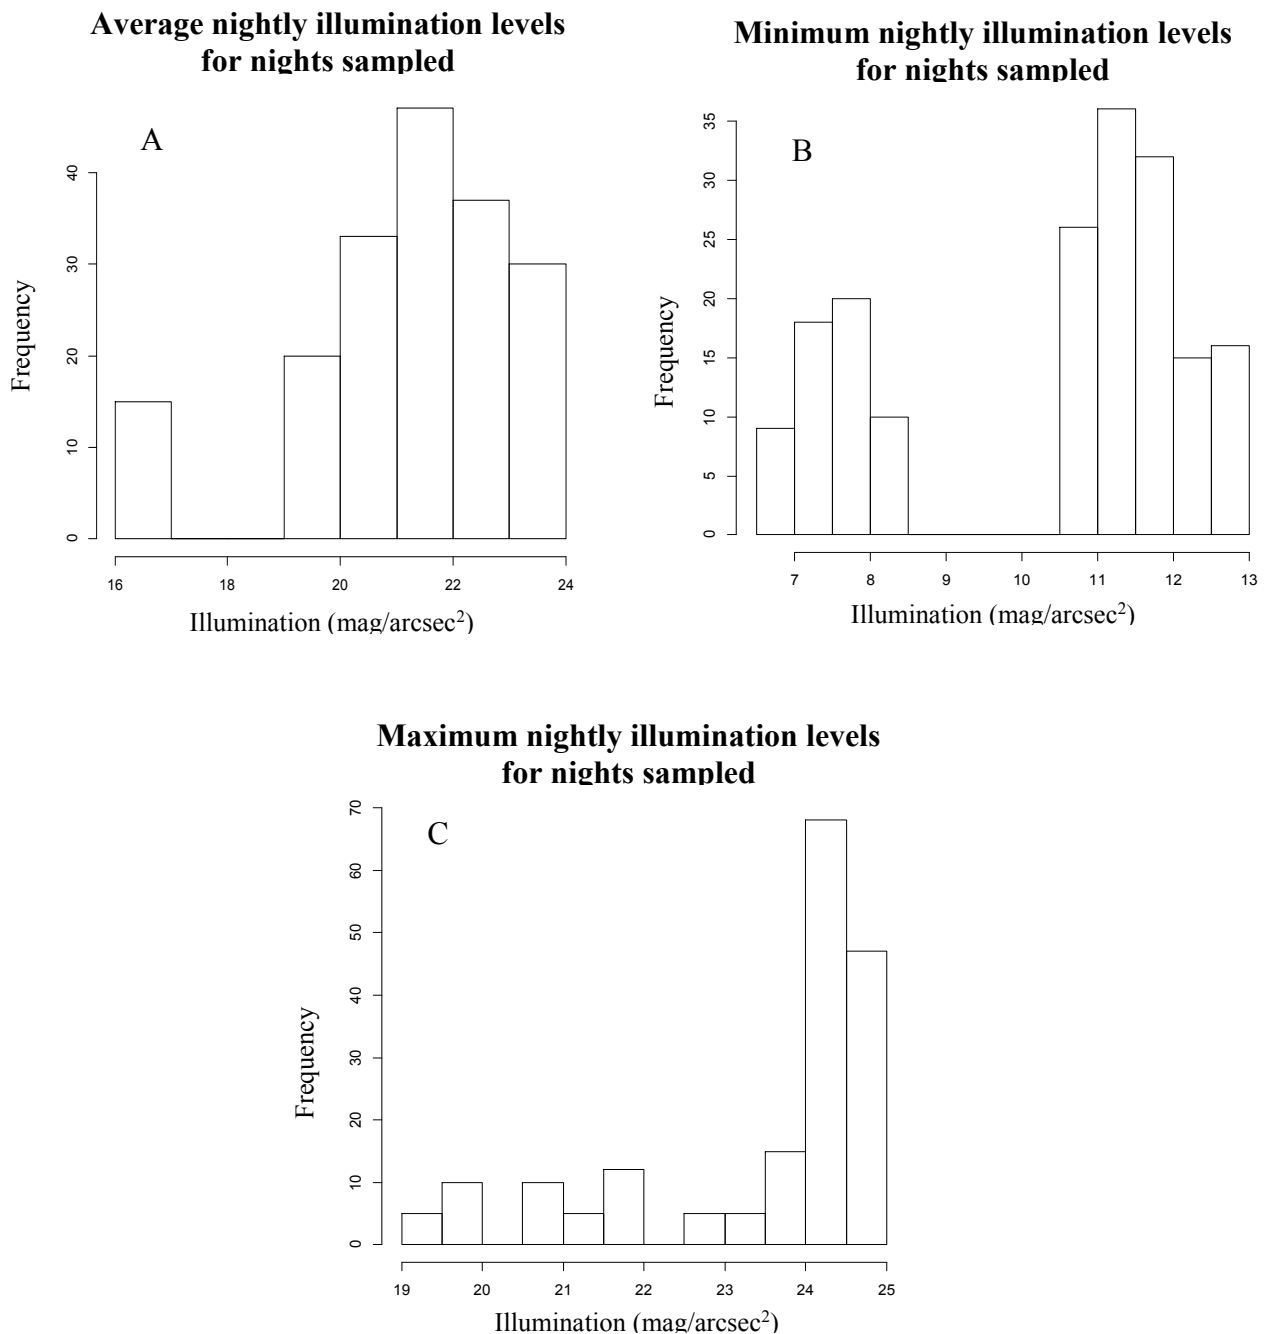 Average nightly illumination levels
for nights sampled
A
Frequency
0
10
20
30
40
16
18
20
22
24
Illumination (mag/arcsec²)
Minimum nightly illumination levels
for nights sampled
B
Frequency
0
5
10
15
20
25
30
35
7
8
9
10
11
12
13
Illumination (mag/arcsec²)
Maximum nightly illumination levels
for nights sampled
C
Frequency
0
10
20
30
40
50
60
70
19
20
21
22
23
24
25
Illumination (mag/arcsec²)